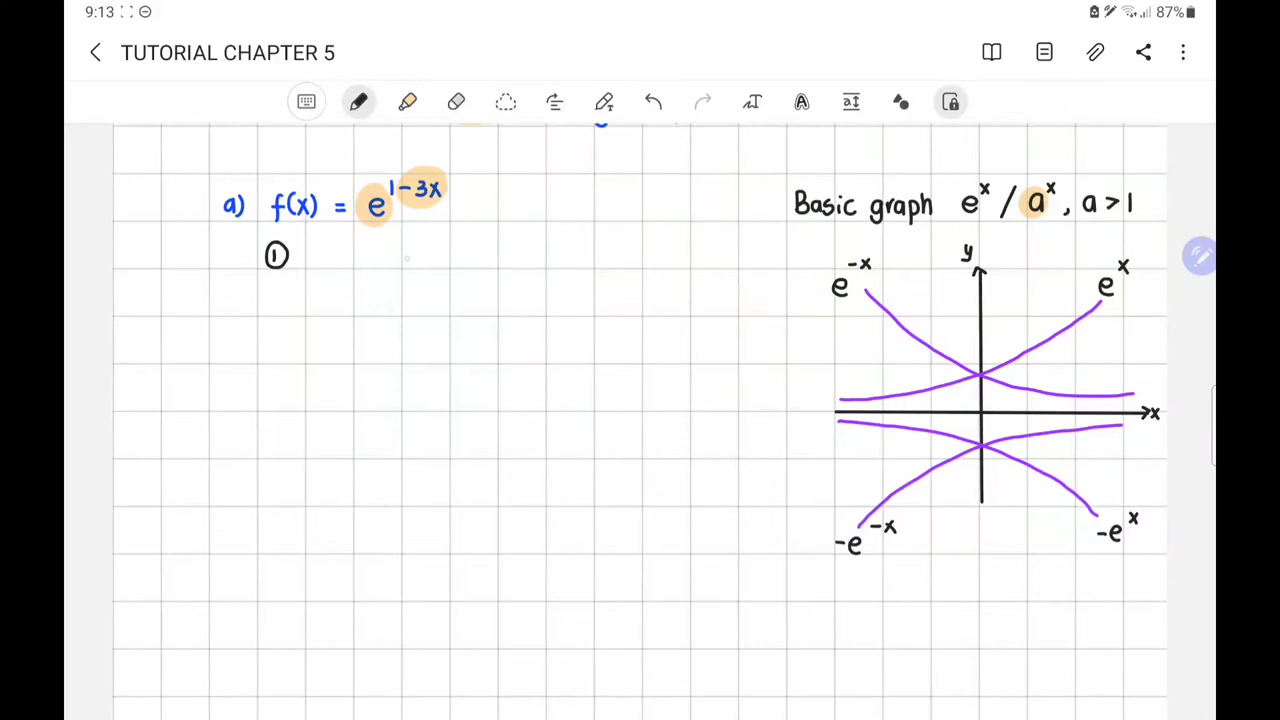 9:13 87%
TUTORIAL CHAPTER 5
a) f(x) = e^{1-3x}
①
Basic graph e^x / a^x, a > 1
y
e^{-x} e^x
x
-e^{-x} -e^x